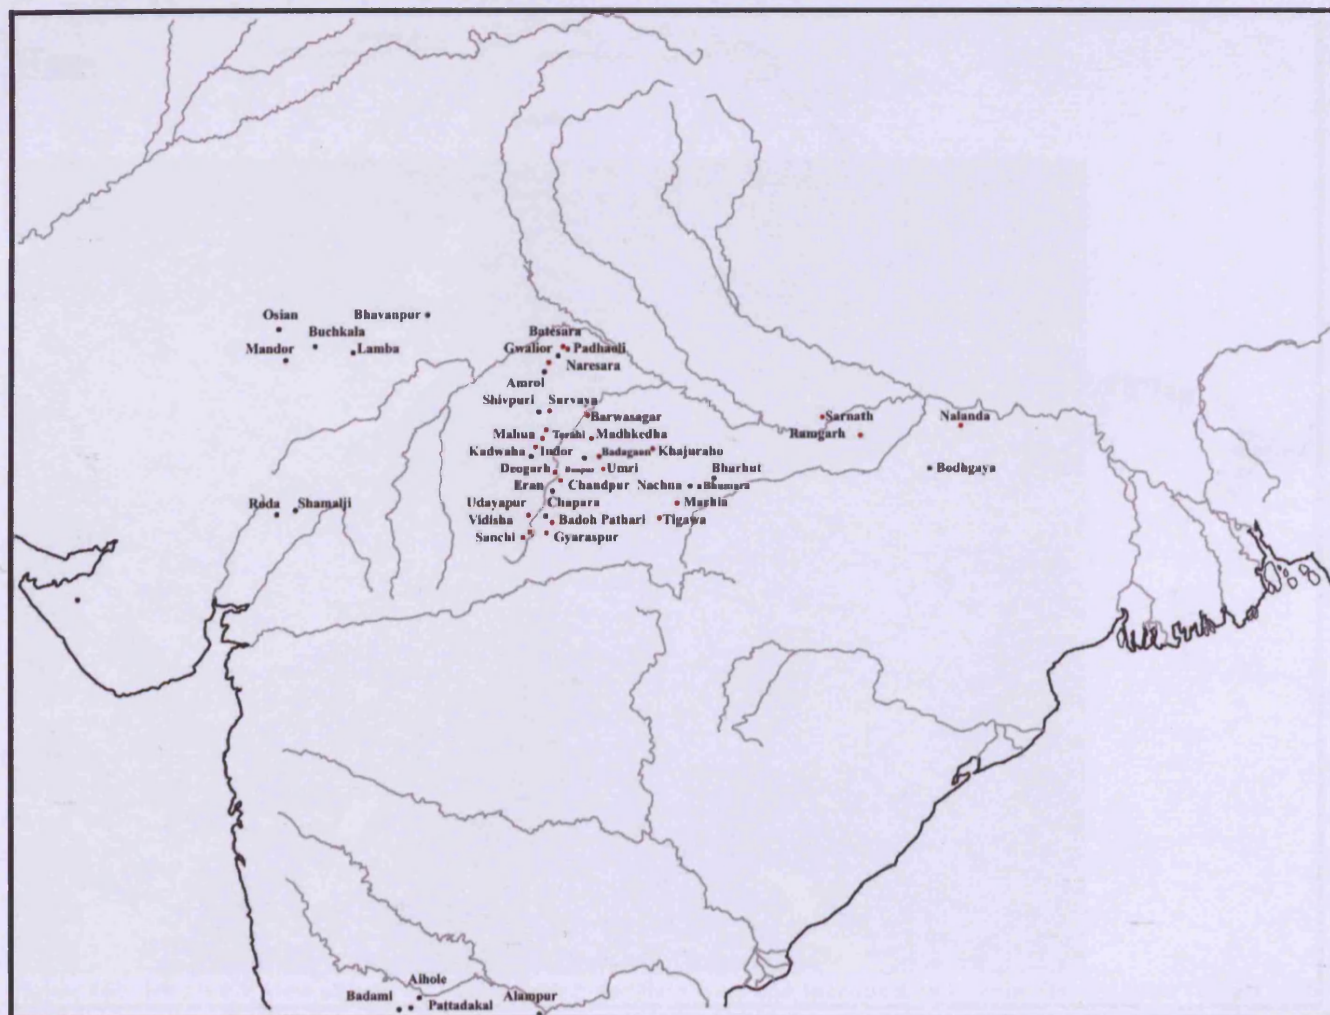 Osian
Bhavanpur
Buchkala
Mandor
Lamba
Batesara
Gwalior
Padhaoli
Naresara
Amrol
Shivpuri
Survaya
Barwasagar
Sarnath
Nalanda
Ramgarh
Mahua
Terahi
Madhkedha
Kadwaha
Indor
Badagaon
Khajuraho
Deogarh
Umri
Bharhut
Bodhgaya
Eran
Chandpur
Nachna
Bhumara
Roda
Shamalji
Udayapur
Chapara
Vidisha
Badoh Pathari
Tigawa
Sanchi
Gyaraspur
Aihole
Badami
Pattadakal
Alampur